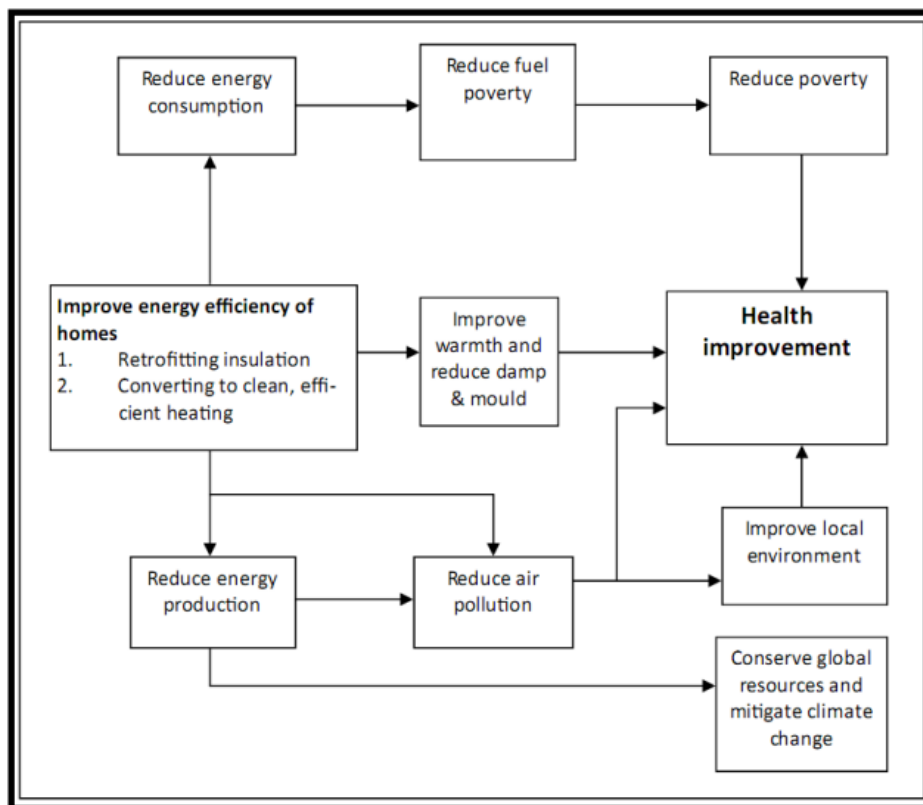 Reduce energy
consumption
Reduce fuel
poverty
Reduce poverty
Improve energy efficiency of
homes
1. Retrofitting insulation
2. Converting to clean, effi-
cient heating
Improve
warmth and
reduce damp
& mould
Health
improvement
Reduce energy
production
Reduce air
pollution
Improve local
environment
Conserve global
resources and
mitigate climate
change